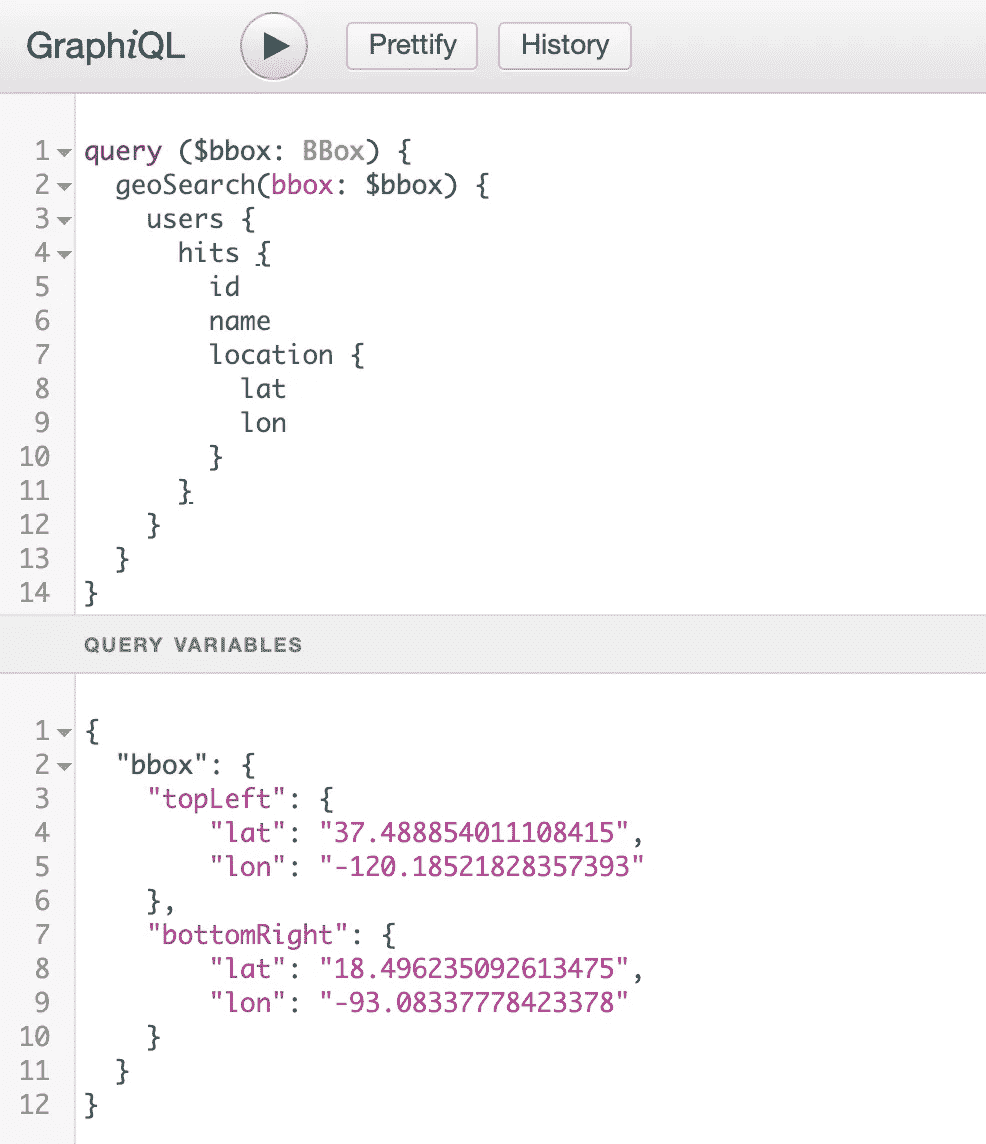 GraphiQL Prettify History
1 query ($bbox: BBox) {
2 geoSearch(bbox: $bbox) {
3 users {
4 hits {
5 id
6 name
7 location {
8 lat
9 lon
10 }
11 }
12 }
13 }
14 }
QUERY VARIABLES
1 {
2 "bbox": {
3 "topLeft": {
4 "lat": "37.488854011108415",
5 "lon": "-120.18521828357393"
6 },
7 "bottomRight": {
8 "lat": "18.496235092613475",
9 "lon": "-93.08337778423378"
10 }
11 }
12 }